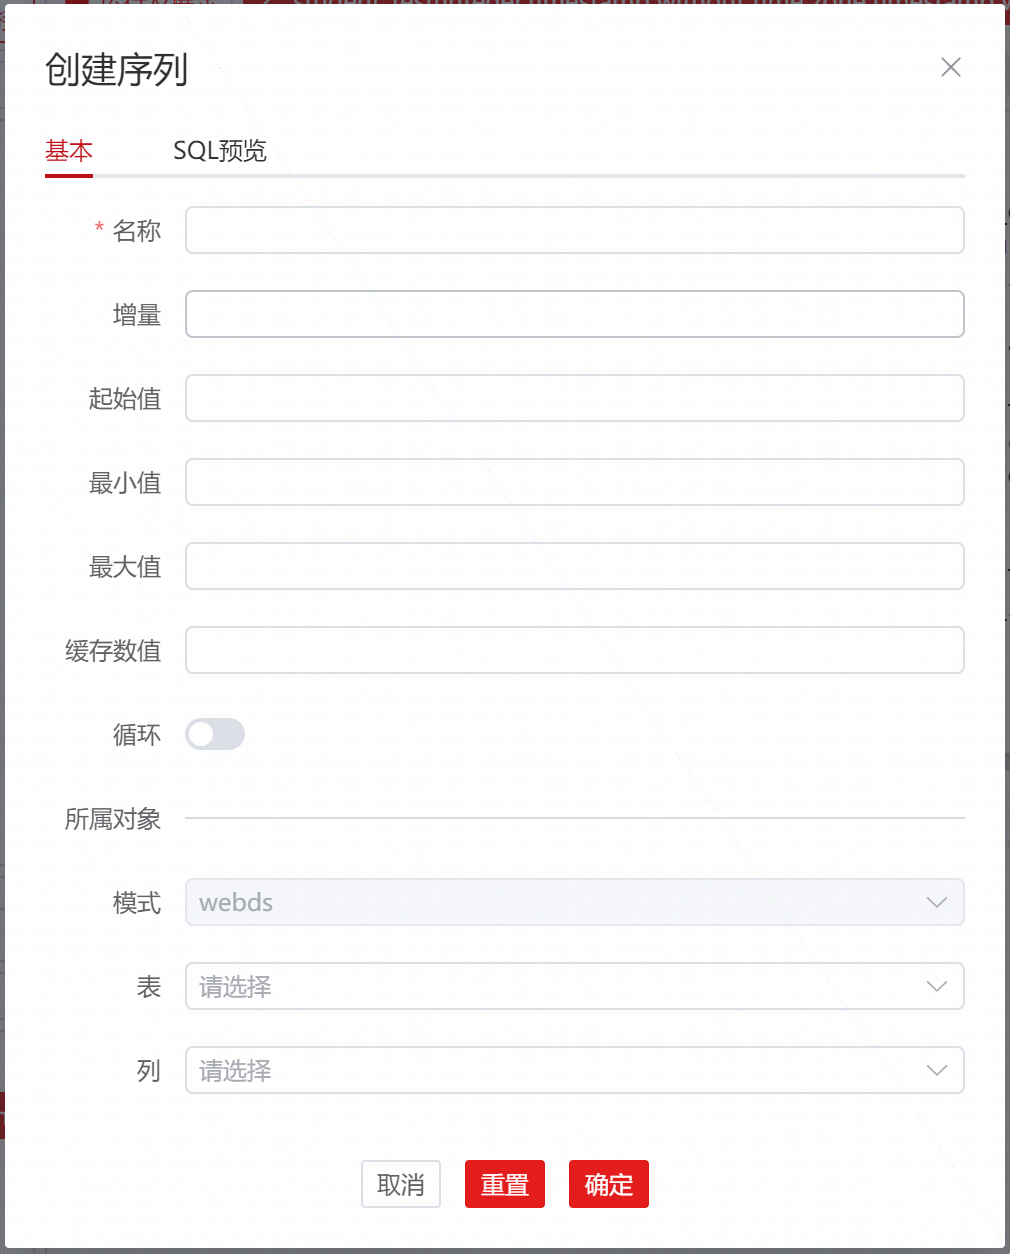 创建序列
基本 SQL预览
* 名称
增量
起始值
最小值
最大值
缓存数值
循环
所属对象
模式 webds
表 请选择
列 请选择
取消 重置 确定